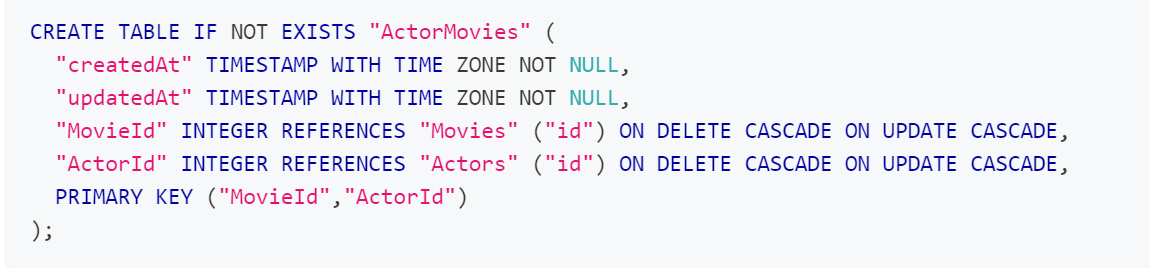 CREATE TABLE IF NOT EXISTS "ActorMovies" (
  "createdAt" TIMESTAMP WITH TIME ZONE NOT NULL,
  "updatedAt" TIMESTAMP WITH TIME ZONE NOT NULL,
  "MovieId" INTEGER REFERENCES "Movies" ("id") ON DELETE CASCADE ON UPDATE CASCADE,
  "ActorId" INTEGER REFERENCES "Actors" ("id") ON DELETE CASCADE ON UPDATE CASCADE,
  PRIMARY KEY ("MovieId","ActorId")
);